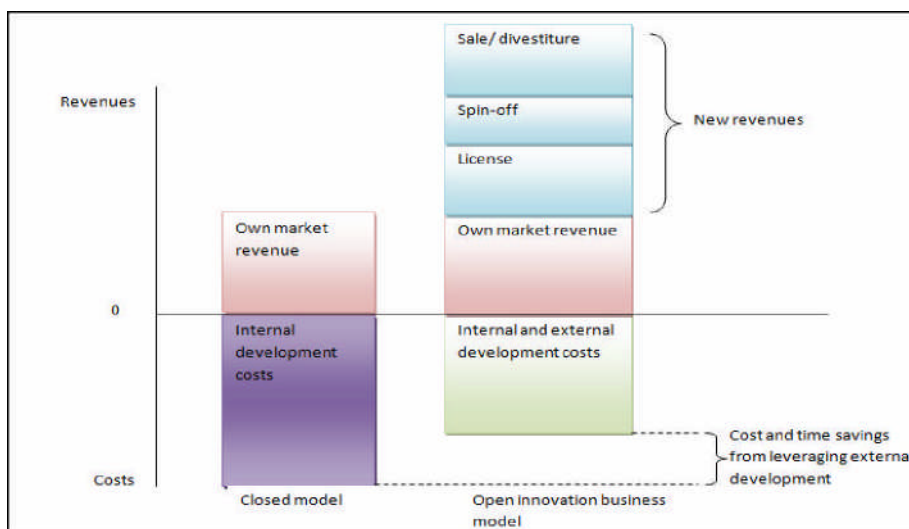 Sale/ divestiture
Revenues
Spin-off
New revenues
License
Own market
revenue
Own market revenue
0
Internal
development
costs
Internal and external
development costs
Cost and time savings
from leveraging external
development
Costs
Closed model
Open innovation business
model